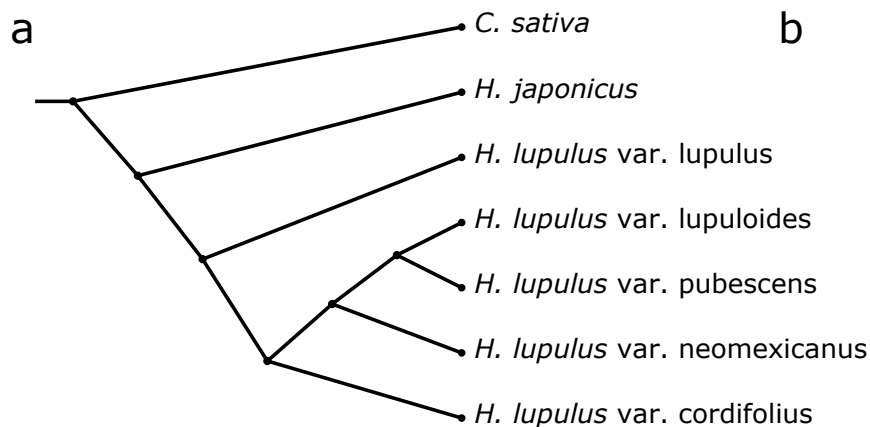 a
b
C. sativa
H. japonicus
H. lupulus var. lupulus
H. lupulus var. lupuloides
H. lupulus var. pubescens
H. lupulus var. neomexicanus
H. lupulus var. cordifolius